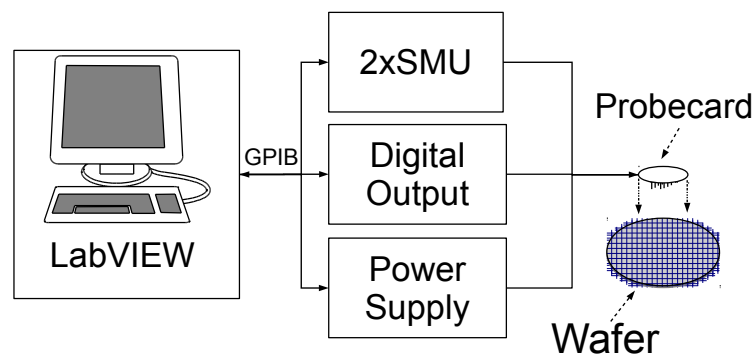 LabVIEW
GPIB
2xSMU
Digital
Output
Power
Supply
Probecard
Wafer